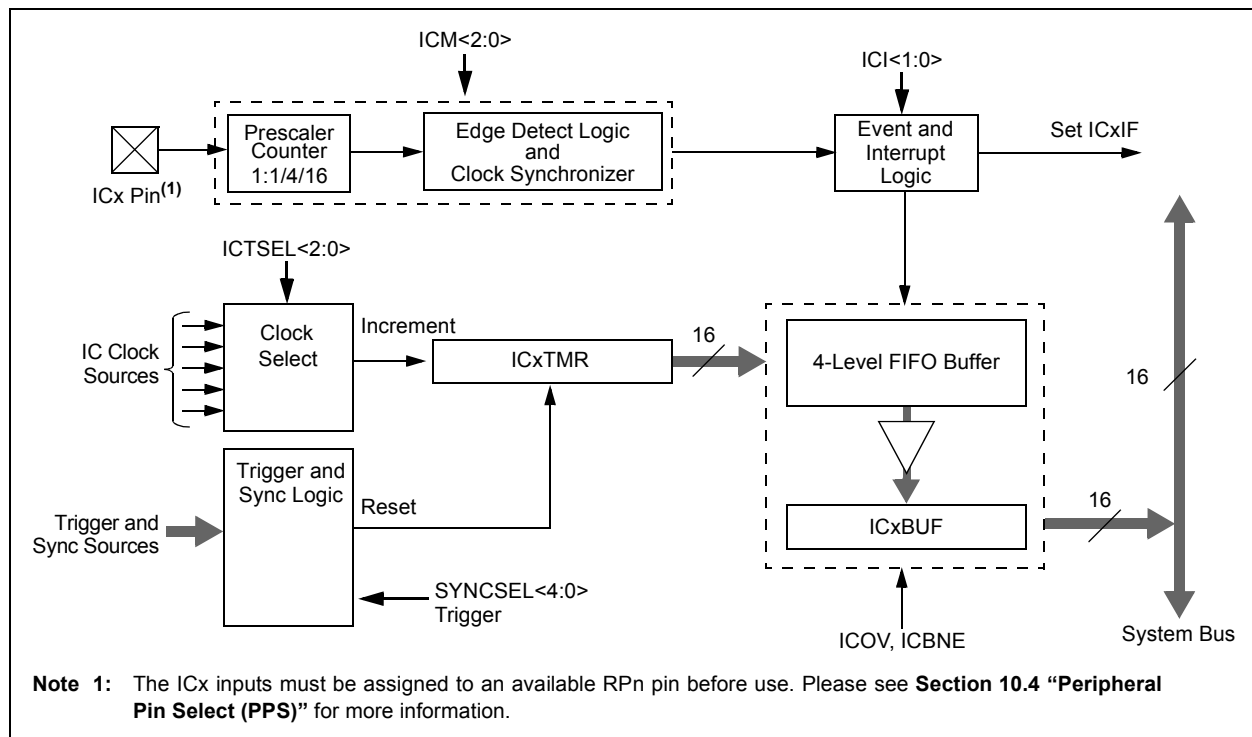 ICM<2:0>
ICI<1:0>
Prescaler
Counter
1:1/4/16
Edge Detect Logic
and
Clock Synchronizer
Event and
Interrupt
Logic
Set ICxIF
ICx Pin(1)
ICTSEL<2:0>
IC Clock
Sources
Clock
Select
Increment
ICxTMR
16
4-Level FIFO Buffer
16
Trigger and
Sync Logic
Reset
Trigger and
Sync Sources
ICxBUF
16
SYNCSEL<4:0>
Trigger
ICOV, ICBNE
System Bus
Note 1: The ICx inputs must be assigned to an available RPn pin before use. Please see Section 10.4 “Peripheral
Pin Select (PPS)” for more information.